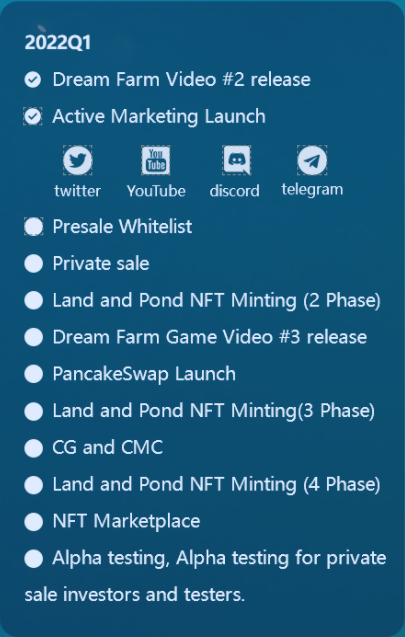 2022Q1
Dream Farm Video #2 release
Active Marketing Launch
You
Tube
twitter YouTube discord telegram
Presale Whitelist
Private sale
Land and Pond NFT Minting (2 Phase)
Dream Farm Game Video #3 release
PancakeSwap Launch
Land and Pond NFT Minting(3 Phase)
CG and CMC
Land and Pond NFT Minting (4 Phase)
NFT Marketplace
Alpha testing, Alpha testing for private
sale investors and testers.